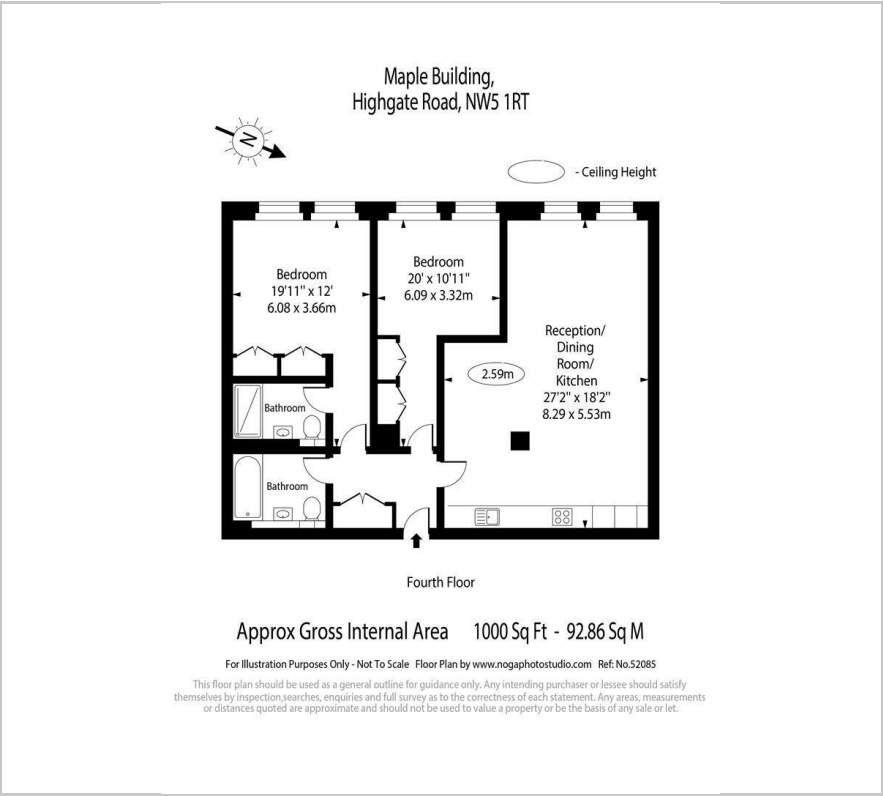 Maple Building,
Highgate Road, NW5 1RT
N
- Ceiling Height
Bedroom
19'11" x 12'
6.08 x 3.66m
Bedroom
20' x 10'11"
6.09 x 3.32m
Reception/
Dining
Room/
Kitchen
27'2" x 18'2"
8.29 x 5.53m
2.59m
Bathroom
Bathroom
Fourth Floor
Approx Gross Internal Area 1000 Sq Ft - 92.86 Sq M
For Illustration Purposes Only - Not To Scale Floor Plan by www.nogaphotostudio.com Ref: No.52085
This floor plan should be used as a general outline for guidance only. Any intending purchaser or lessee should satisfy
themselves by inspection,searches, enquiries and full survey as to the correctness of each statement. Any areas, measurements
or distances quoted are approximate and should not be used to value a property or be the basis of any sale or let.